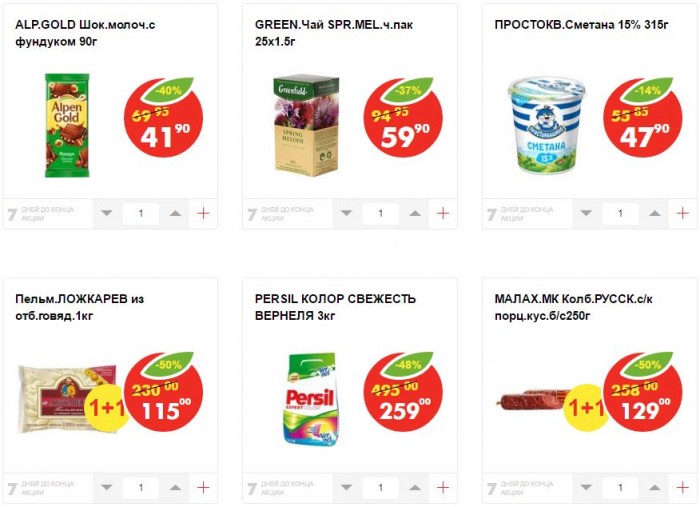 ALP.GOLD Шок.молоч.с
фундуком 90г
Alpen
Gold
-40%
69 95
41 90
7 ДНЕЙ ДО КОНЦА
АКЦИИ
1
GREEN.Чай SPR.MEL.ч.пак
25х1.5г
Greenfield
SPRING
MELODY
-37%
94 95
59 90
7 ДНЕЙ ДО КОНЦА
АКЦИИ
1
ПРОСТОКВ.Сметана 15% 315г
СМЕТАНА
15%
-14%
55 85
47 90
7 ДНЕЙ ДО КОНЦА
АКЦИИ
1
Пельм.ЛОЖКАРЕВ из
отб.говяд.1кг
1+1
-50%
230 00
115 00
7 ДНЕЙ ДО КОНЦА
АКЦИИ
1
PERSIL КОЛОР СВЕЖЕСТЬ
ВЕРНЕЛЯ 3кг
Persil
EXPERT COLOR
-48%
495 00
259 00
7 ДНЕЙ ДО КОНЦА
АКЦИИ
1
МАЛАХ.МК Колб.РУССК.с/к
порц.кус.б/с250г
1+1
-50%
258 00
129 00
7 ДНЕЙ ДО КОНЦА
АКЦИИ
1